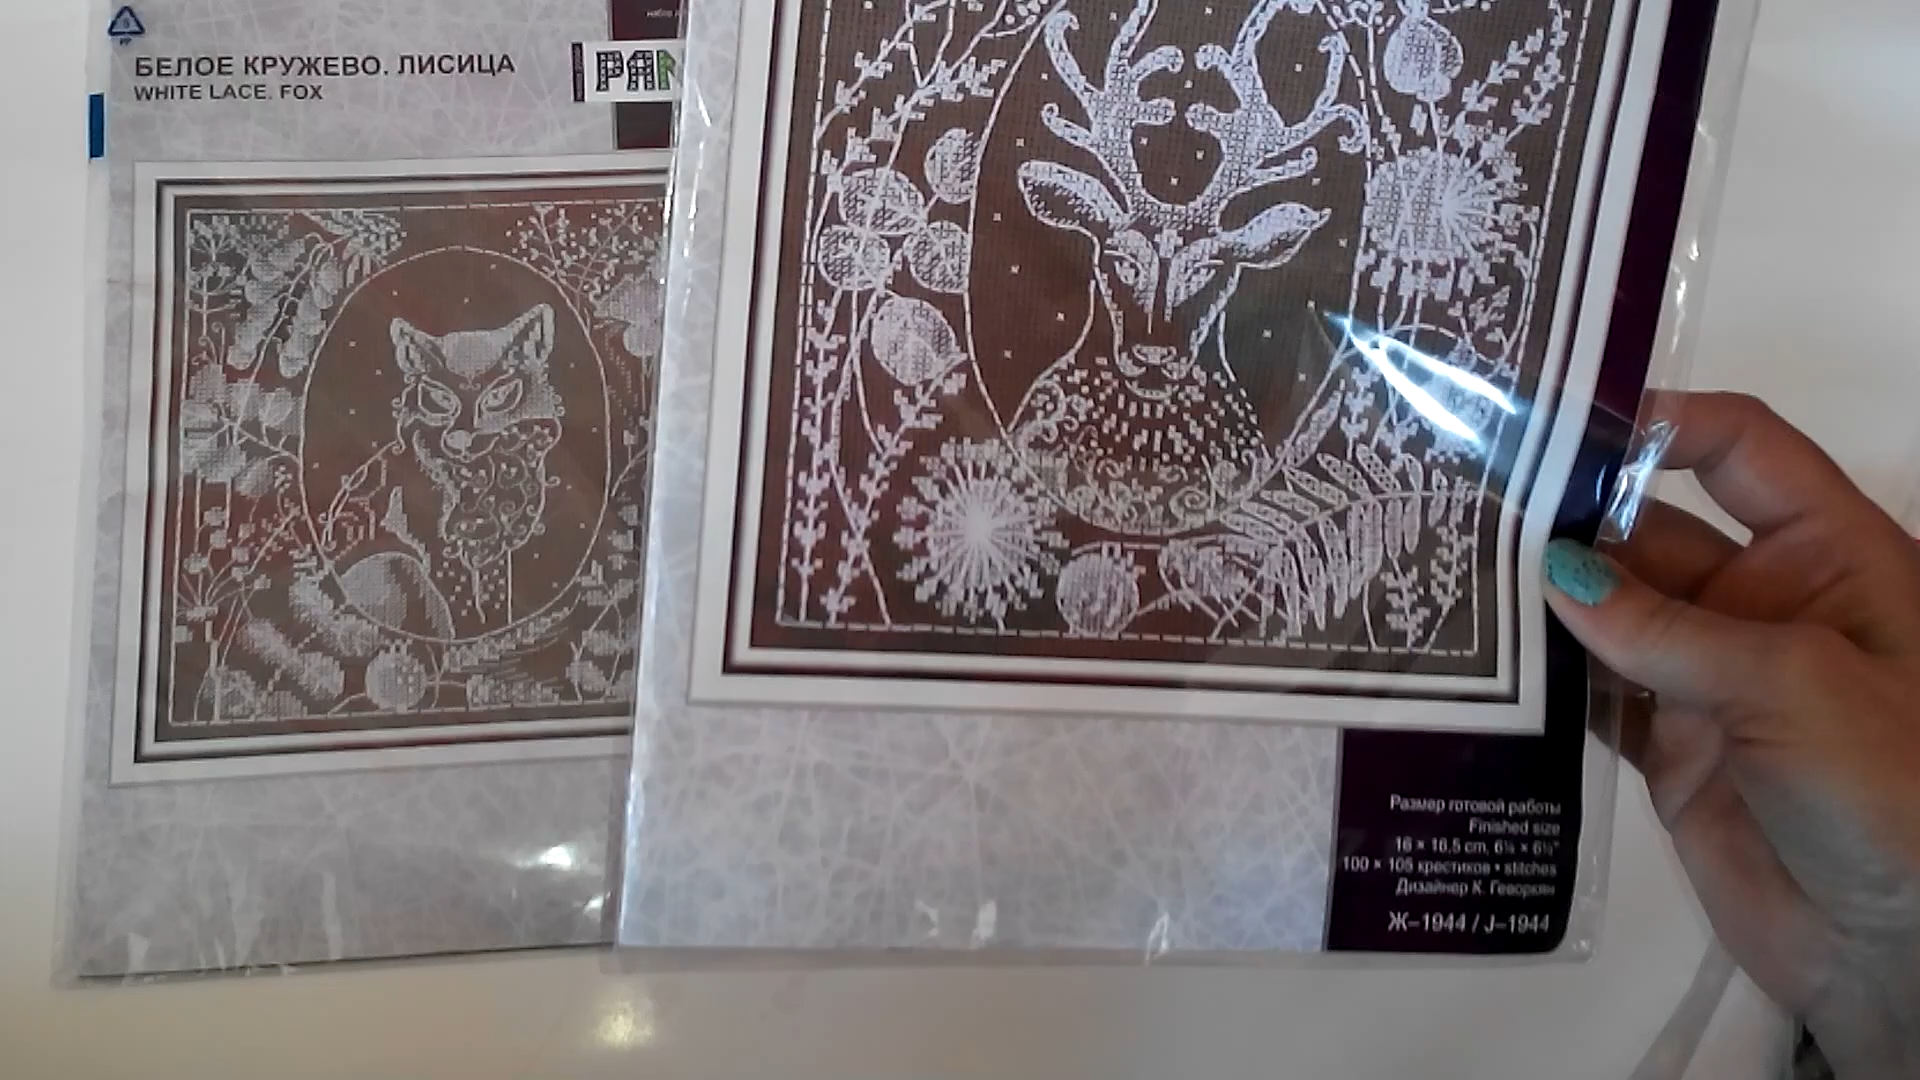 БЕЛОЕ КРУЖЕВО. ЛИСИЦА
WHITE LACE. FOX
PAN
Размер готовой работы
Finished size
16 × 16,5 cm, 6¼ × 6½"
100 × 105 крестиков • stitches
Дизайнер К. Геворкян
Ж–1944 / J–1944